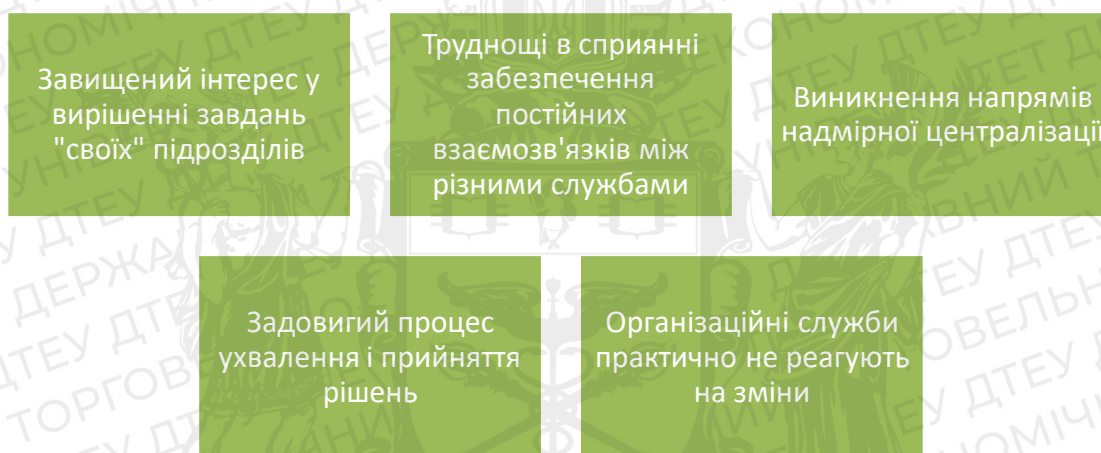 Завищений інтерес у
вирішенні завдань
"своїх" підрозділів
Труднощі в сприянні
забезпечення
постійних
взаємозв'язків між
різними службами
Виникнення напрямів
надмірної централізації
Задовигий процес
ухвалення і прийняття
рішень
Організаційні служби
практично не реагують
на зміни